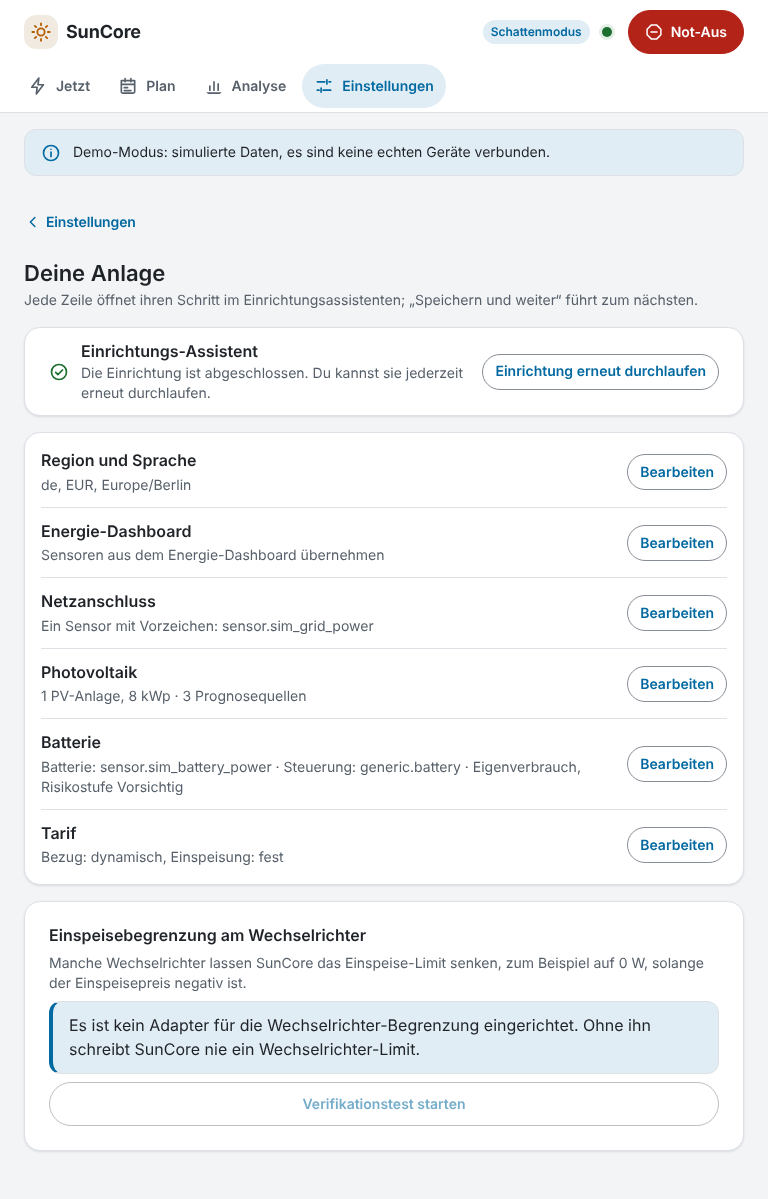 SunCore
Schattenmodus
Not-Aus
Jetzt
Plan
Analyse
Einstellungen
Demo-Modus: simulierte Daten, es sind keine echten Geräte verbunden.
Einstellungen
Deine Anlage
Jede Zeile öffnet ihren Schritt im Einrichtungsassistenten; „Speichern und weiter“ führt zum nächsten.
Einrichtungs-Assistent
Die Einrichtung ist abgeschlossen. Du kannst sie jederzeit
erneut durchlaufen.
Einrichtung erneut durchlaufen
Region und Sprache
de, EUR, Europe/Berlin
Bearbeiten
Energie-Dashboard
Sensoren aus dem Energie-Dashboard übernehmen
Bearbeiten
Netzanschluss
Ein Sensor mit Vorzeichen: sensor.sim_grid_power
Bearbeiten
Photovoltaik
1 PV-Anlage, 8 kWp · 3 Prognosequellen
Bearbeiten
Batterie
Batterie: sensor.sim_battery_power · Steuerung: generic.battery · Eigenverbrauch,
Risikostufe Vorsichtig
Bearbeiten
Tarif
Bezug: dynamisch, Einspeisung: fest
Bearbeiten
Einspeisebegrenzung am Wechselrichter
Manche Wechselrichter lassen SunCore das Einspeise-Limit senken, zum Beispiel auf 0 W, solange
der Einspeisepreis negativ ist.
Es ist kein Adapter für die Wechselrichter-Begrenzung eingerichtet. Ohne ihn
schreibt SunCore nie ein Wechselrichter-Limit.
Verifikationstest starten